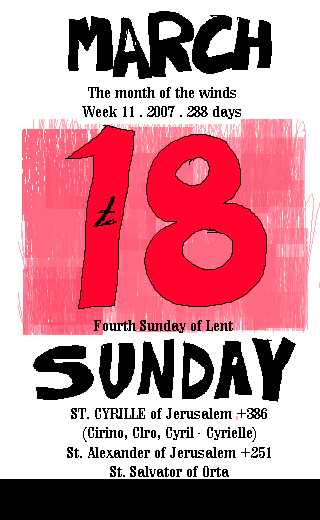 MARCH
The month of the winds
Week 11 . 2007 . 288 days
18
Fourth Sunday of Lent
SUNDAY
ST. CYRILLE of Jerusalem +386
(Cirino, Clro, Cyril - Cyrielle)
St. Alexander of Jerusalem +251
St. Salvator of Orta